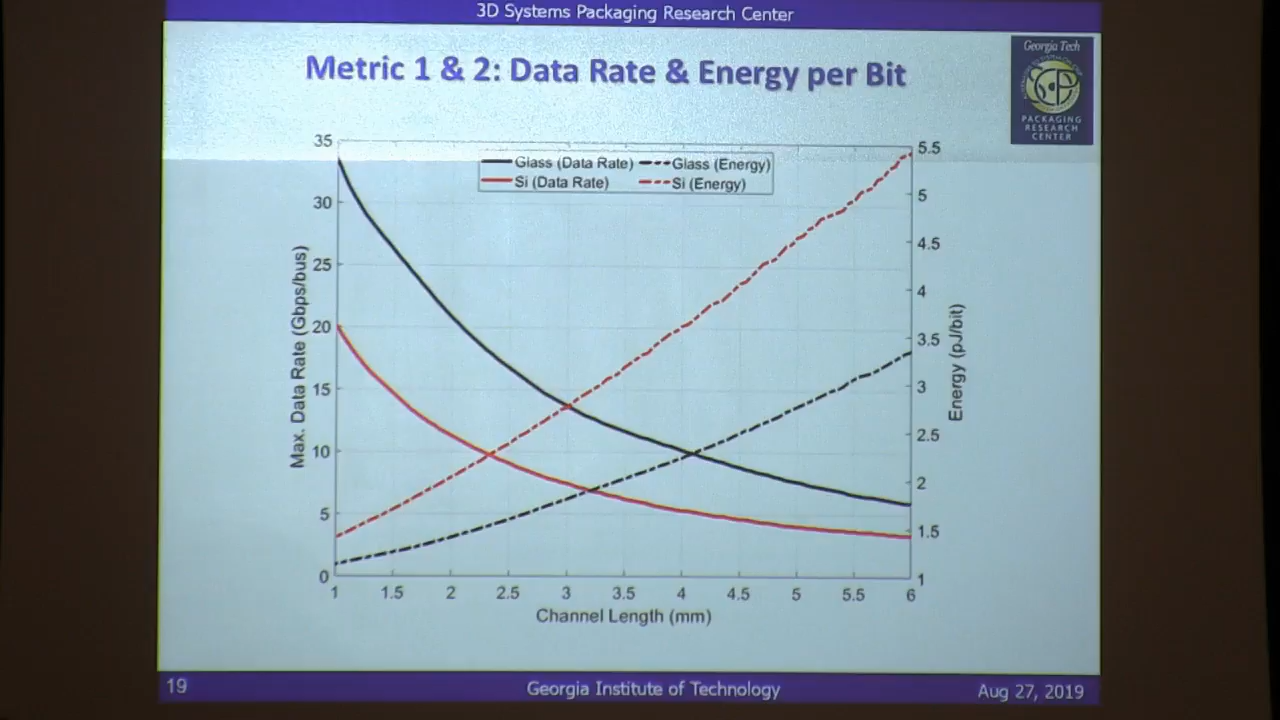 3D Systems Packaging Research Center
Metric 1 & 2: Data Rate & Energy per Bit
Georgia Tech
PACKAGING
RESEARCH
CENTER
Glass (Data Rate)
Glass (Energy)
Si (Data Rate)
Si (Energy)
Max. Data Rate (Gbps/bus)
35
30
25
20
15
10
5
0
5.5
5
4.5
4
3.5
3
2.5
2
1.5
1
Energy (pJ/bit)
1 1.5 2 2.5 3 3.5 4 4.5 5 5.5 6
Channel Length (mm)
19
Georgia Institute of Technology
Aug 27, 2019